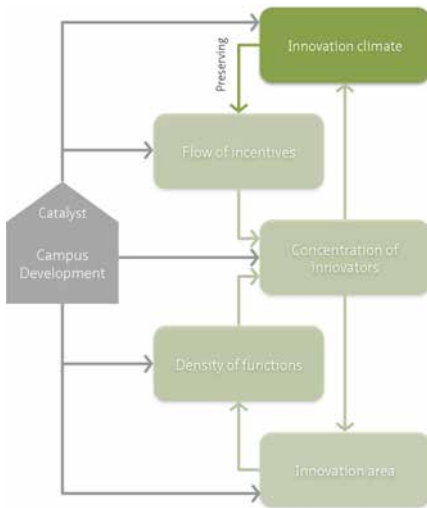 Innovation climate
Preserving
Flow of incentives
Catalyst
Campus
Development
Concentration of
innovators
Density of functions
Innovation area